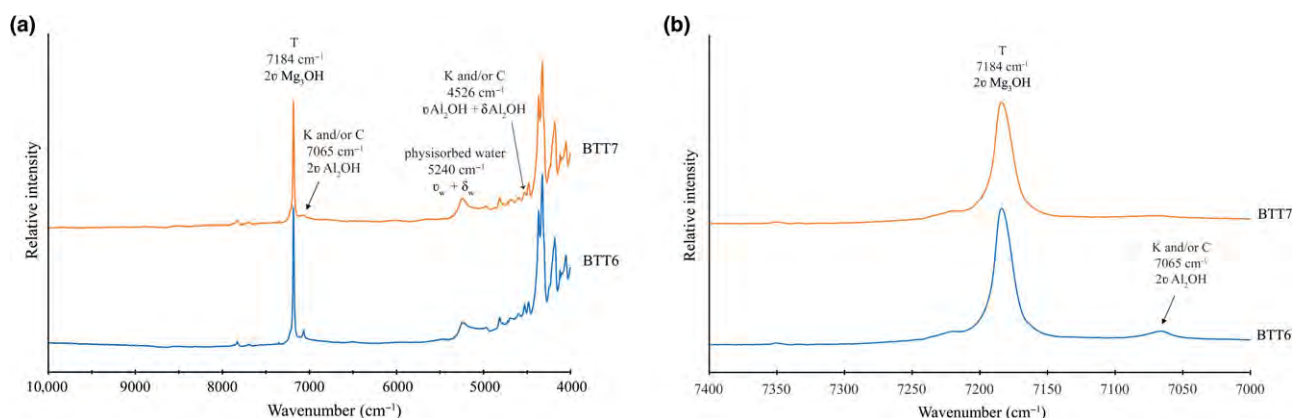 (a)
T
7184 cm⁻¹
2υ Mg₃OH
K and/or C
7065 cm⁻¹
2υ Al₂OH
physisorbed water
5240 cm⁻¹
υw + δw
K and/or C
4526 cm⁻¹
υAl₂OH + δAl₂OH
BTT7
BTT6
Relative intensity
10,000 9000 8000 7000 6000 5000 4000
Wavenumber (cm⁻¹)
(b)
T
7184 cm⁻¹
2υ Mg₃OH
BTT7
K and/or C
7065 cm⁻¹
2υ Al₂OH
BTT6
Relative intensity
7400 7350 7300 7250 7200 7150 7100 7050 7000
Wavenumber (cm⁻¹)